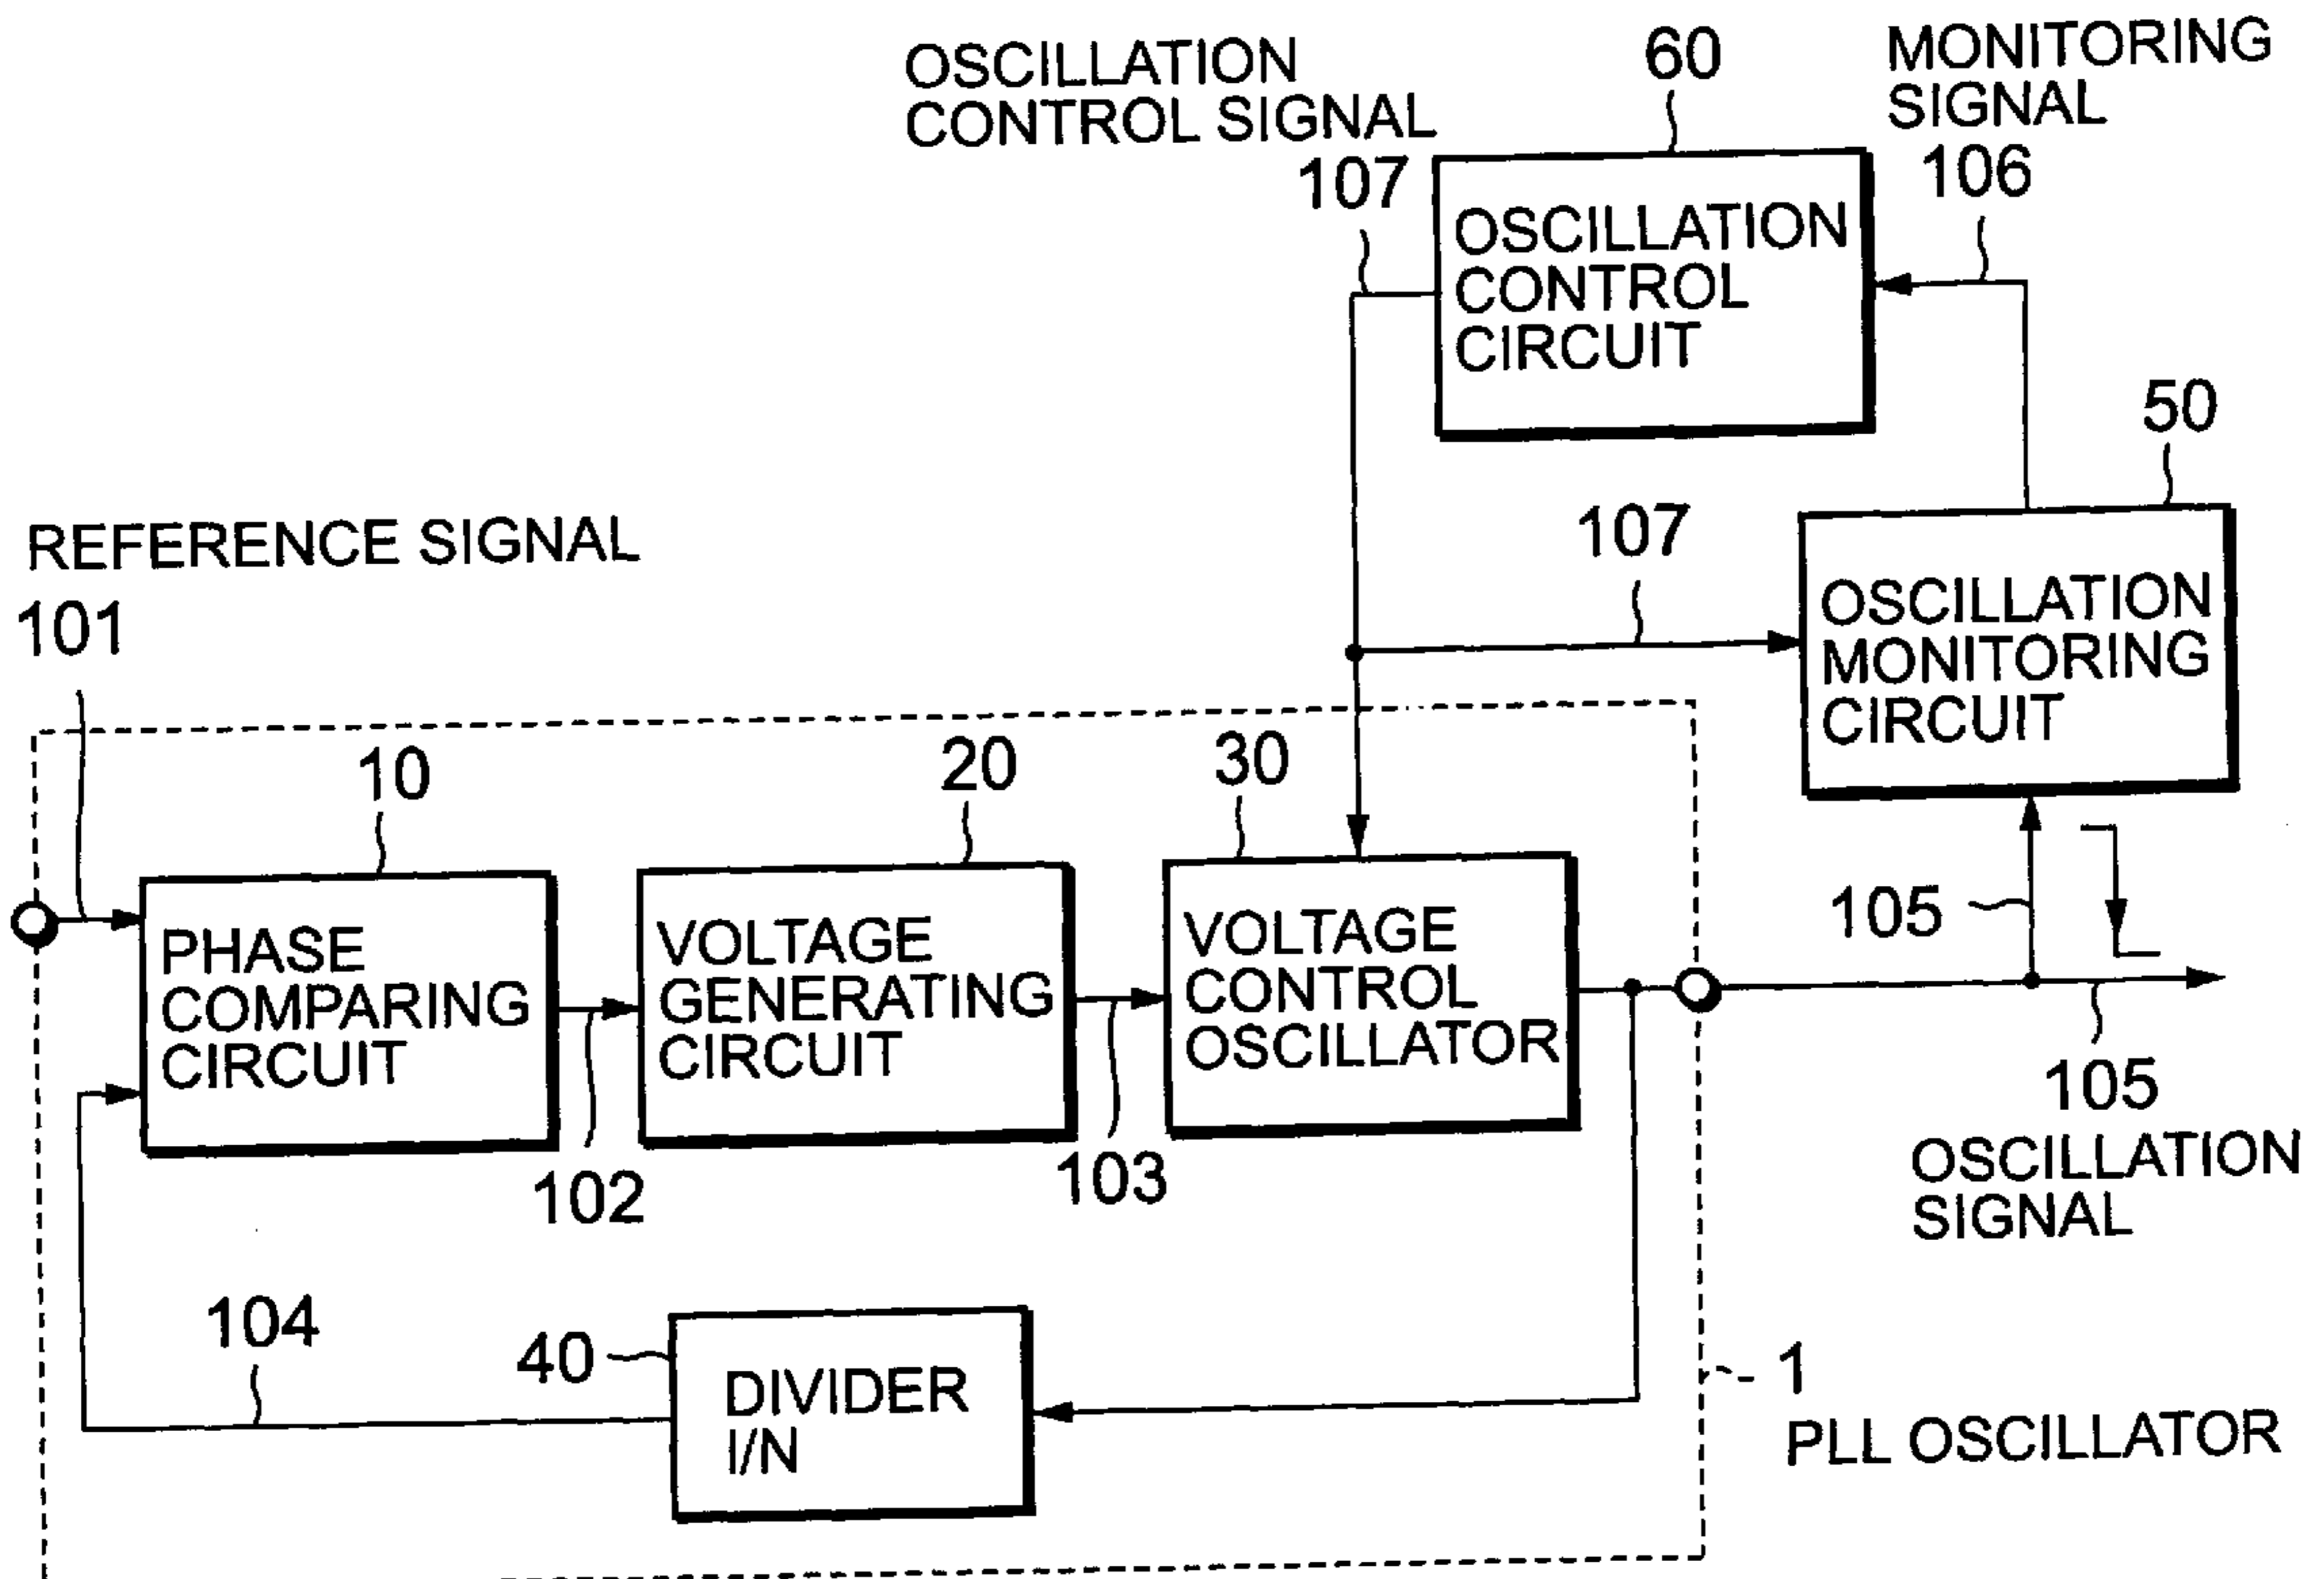 OSCILLATION
CONTROL SIGNAL
107
60
MONITORING
SIGNAL
106
OSCILLATION
CONTROL
CIRCUIT
50
REFERENCE SIGNAL
101
107
OSCILLATION
MONITORING
CIRCUIT
10
20
30
PHASE
COMPARING
CIRCUIT
VOLTAGE
GENERATING
CIRCUIT
VOLTAGE
CONTROL
OSCILLATOR
105
102
103
105
OSCILLATION
SIGNAL
104
40
DIVIDER
I/N
1
PLL OSCILLATOR